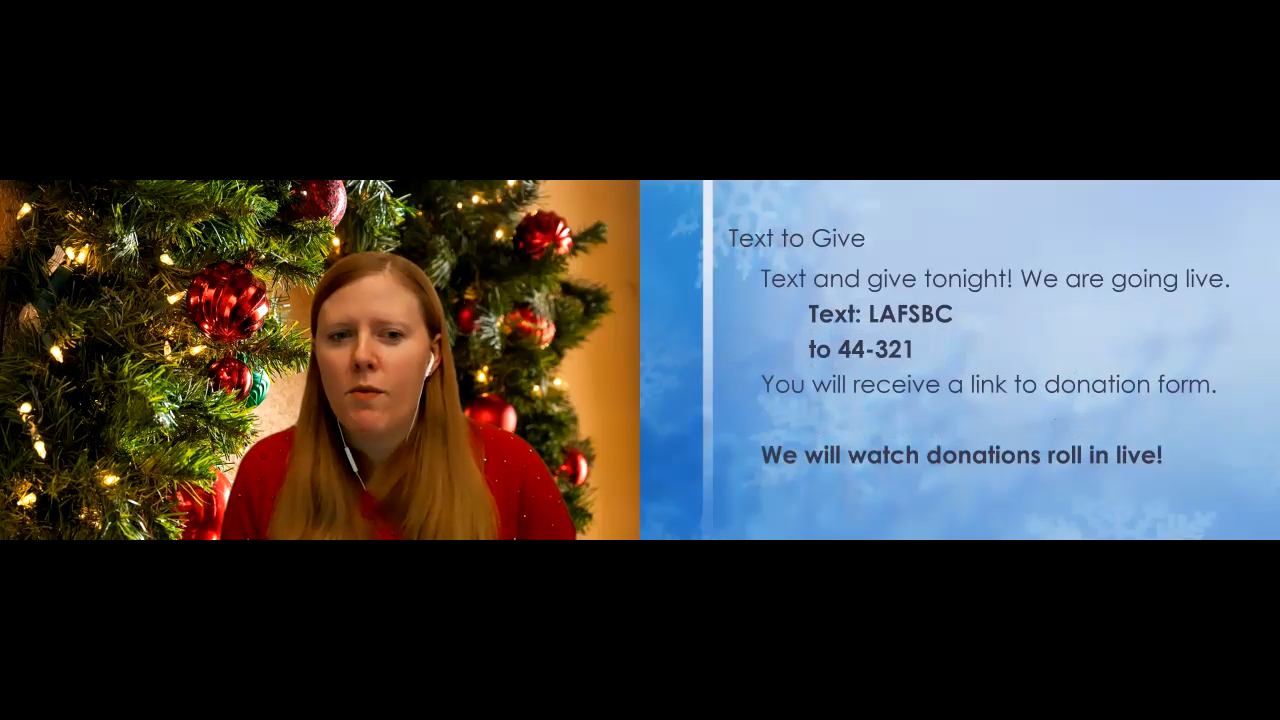 Text to Give
Text and give tonight! We are going live.
Text: LAFSBC
to 44-321
You will receive a link to donation form.
We will watch donations roll in live!